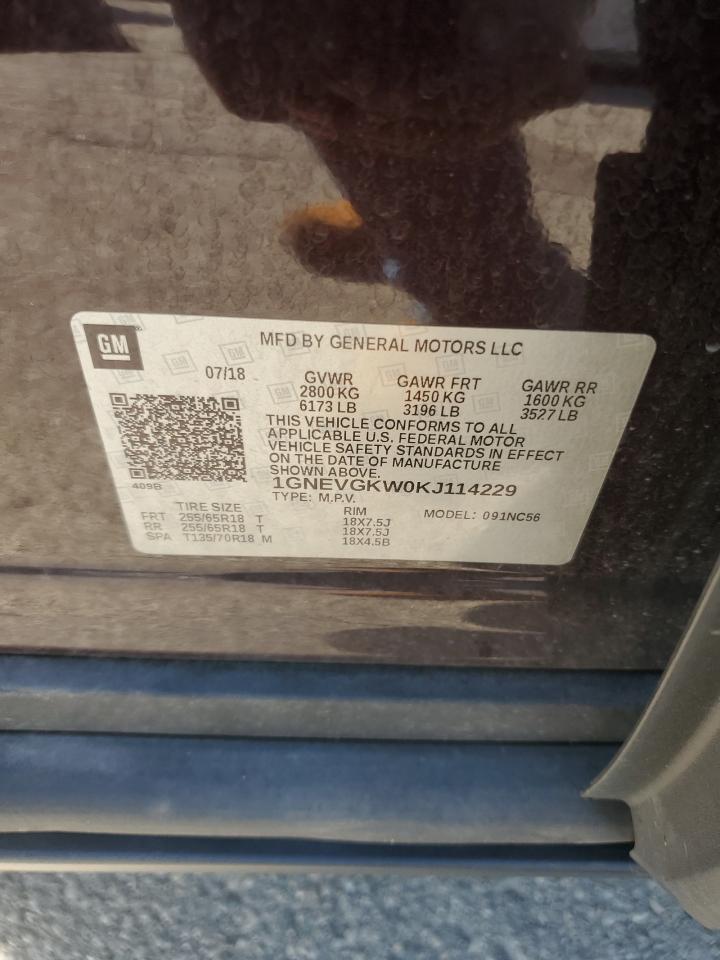 GM
MFD BY GENERAL MOTORS LLC
07/18 GVWR GAWR FRT GAWR RR
2800 KG 1450 KG 1600 KG
6173 LB 3196 LB 3527 LB
THIS VEHICLE CONFORMS TO ALL
APPLICABLE U.S. FEDERAL MOTOR
VEHICLE SAFETY STANDARDS IN EFFECT
ON THE DATE OF MANUFACTURE
SHOWN ABOVE.
409B
1GNEVGKW0KJ114229
TYPE: M.P.V. MODEL: 091NC56
TIRE SIZE RIM
FRT 255/65R18 T 18X7.5J
RR 255/65R18 T 18X7.5J
SPA T135/70R18 M 18X4.5B